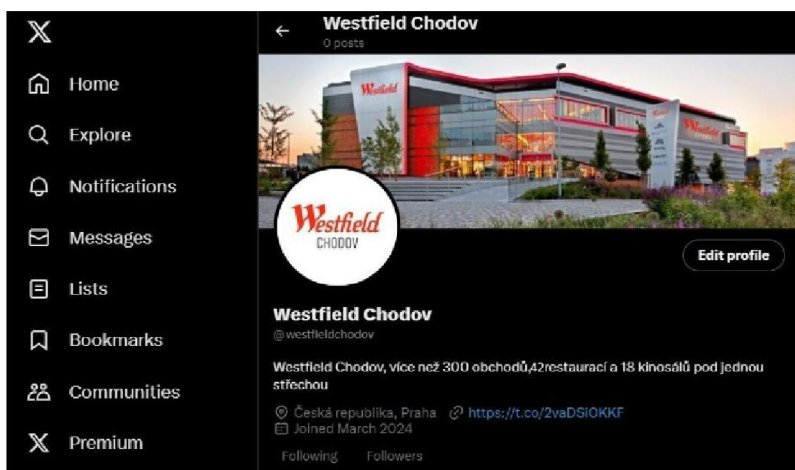 Westfield Chodov
0 posts
Home
Explore
Notifications
Messages
Lists
Bookmarks
Communities
Premium
Westfield
Westfield
Westfield
CHODOV
Edit profile
Westfield Chodov
@westfieldchodov
Westfield Chodov, více než 300 obchodů,42restaurací a 18 kinosálů pod jednou
střechou
Česká republika, Praha https://t.co/2vaDSiOKKF
Joined March 2024
Following Followers